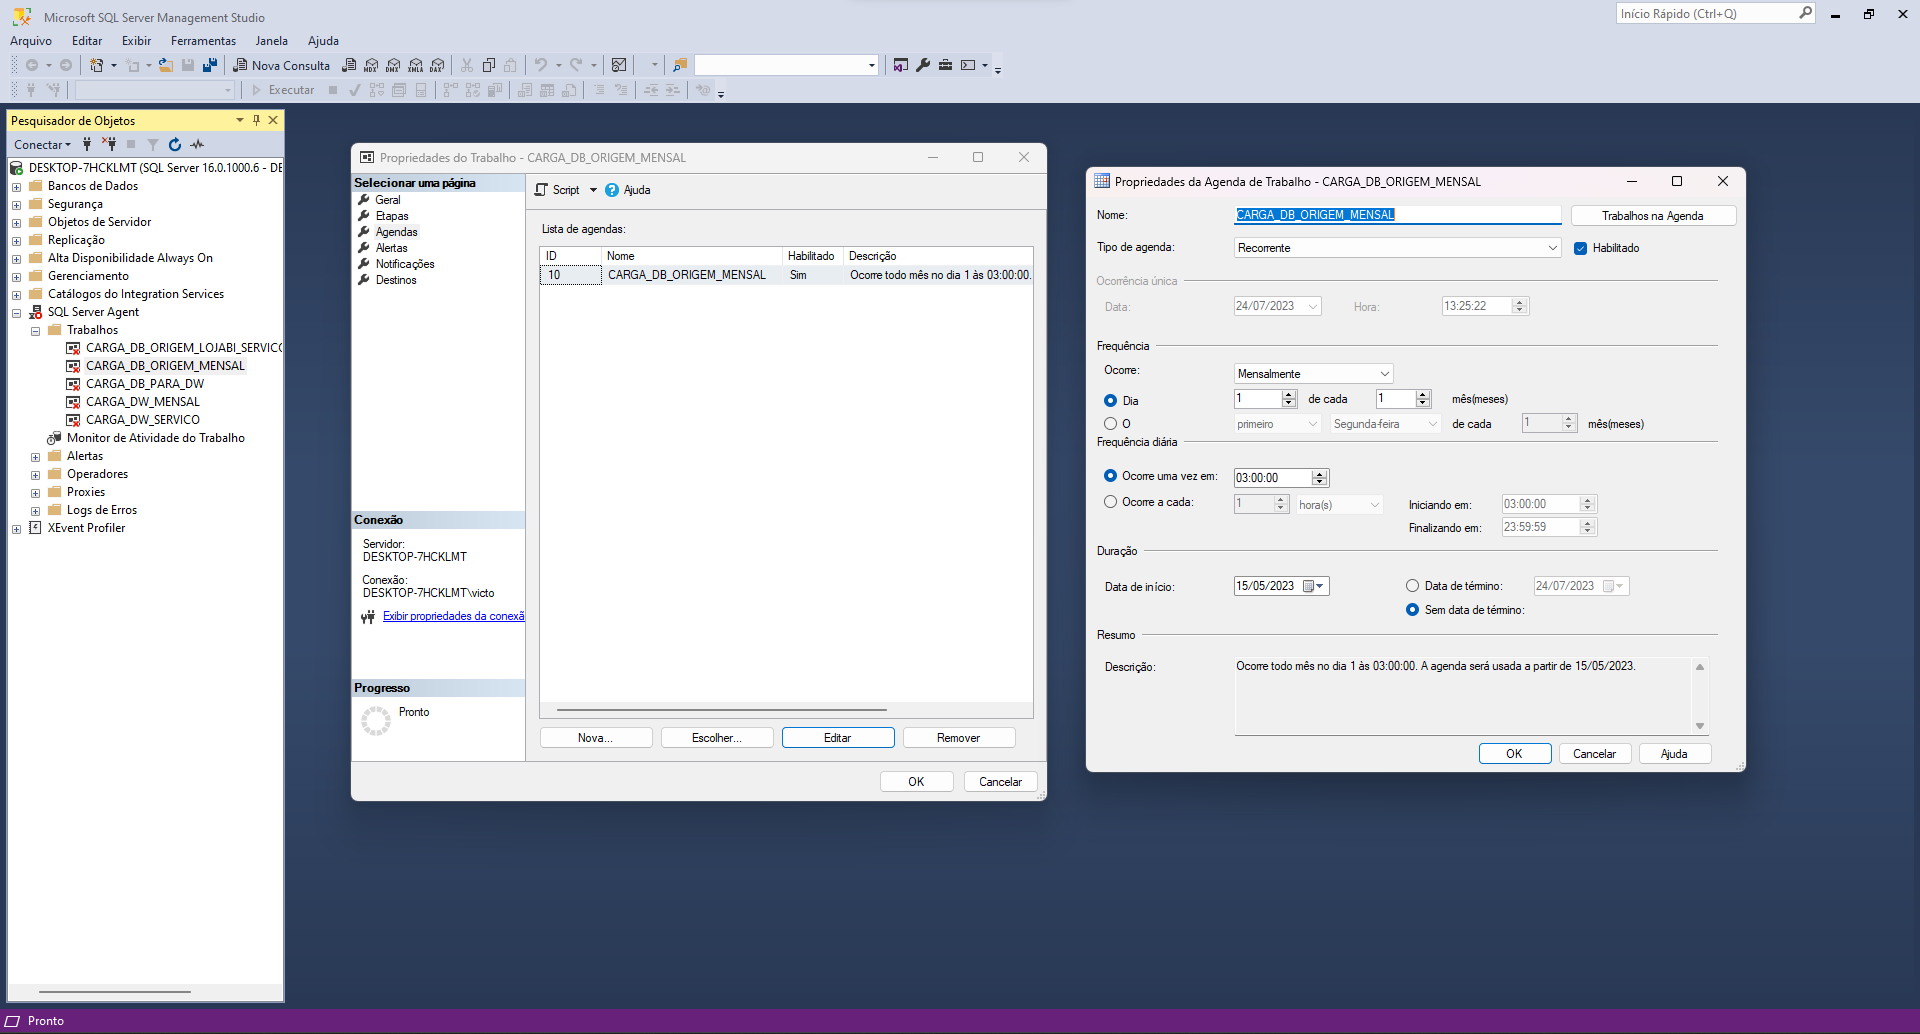 Microsoft SQL Server Management Studio
Início Rápido (Ctrl+Q)
Arquivo Editar Exibir Ferramentas Janela Ajuda
Nova Consulta MDX DMX XMLA DAX
Executar
Pesquisador de Objetos
Conectar
DESKTOP-7HCKLMT (SQL Server 16.0.1000.6 - DE
Bancos de Dados
Segurança
Objetos de Servidor
Replicação
Alta Disponibilidade Always On
Gerenciamento
Catálogos do Integration Services
SQL Server Agent
Trabalhos
CARGA_DB_ORIGEM_LOJABI_SERVICO
CARGA_DB_ORIGEM_MENSAL
CARGA_DB_PARA_DW
CARGA_DW_MENSAL
CARGA_DW_SERVICO
Monitor de Atividade do Trabalho
Alertas
Operadores
Proxies
Logs de Erros
XEvent Profiler
Propriedades do Trabalho - CARGA_DB_ORIGEM_MENSAL
Selecionar uma página
Geral
Etapas
Agendas
Alertas
Notificações
Destinos
Conexão
Servidor:
DESKTOP-7HCKLMT
Conexão:
DESKTOP-7HCKLMT\victo
Exibir propriedades da conexã
Progresso
Pronto
Script Ajuda
Lista de agendas:
ID Nome Habilitado Descrição
10 CARGA_DB_ORIGEM_MENSAL Sim Ocorre todo mês no dia 1 às 03:00:00.
Nova... Escolher... Editar Remover
OK Cancelar
Propriedades da Agenda de Trabalho - CARGA_DB_ORIGEM_MENSAL
Nome: CARGA_DB_ORIGEM_MENSAL Trabalhos na Agenda
Tipo de agenda: Recorrente Habilitado
Ocorrência única
Data: 24/07/2023 Hora: 13:25:22
Frequência
Ocorre: Mensalmente
Dia 1 de cada 1 mês(meses)
O primeiro Segunda-feira de cada 1 mês(meses)
Frequência diária
Ocorre uma vez em: 03:00:00
Ocorre a cada: 1 hora(s) Iniciando em: 03:00:00
Finalizando em: 23:59:59
Duração
Data de início: 15/05/2023 Data de término: 24/07/2023
Sem data de término:
Resumo
Descrição: Ocorre todo mês no dia 1 às 03:00:00. A agenda será usada a partir de 15/05/2023.
OK Cancelar Ajuda
Pronto